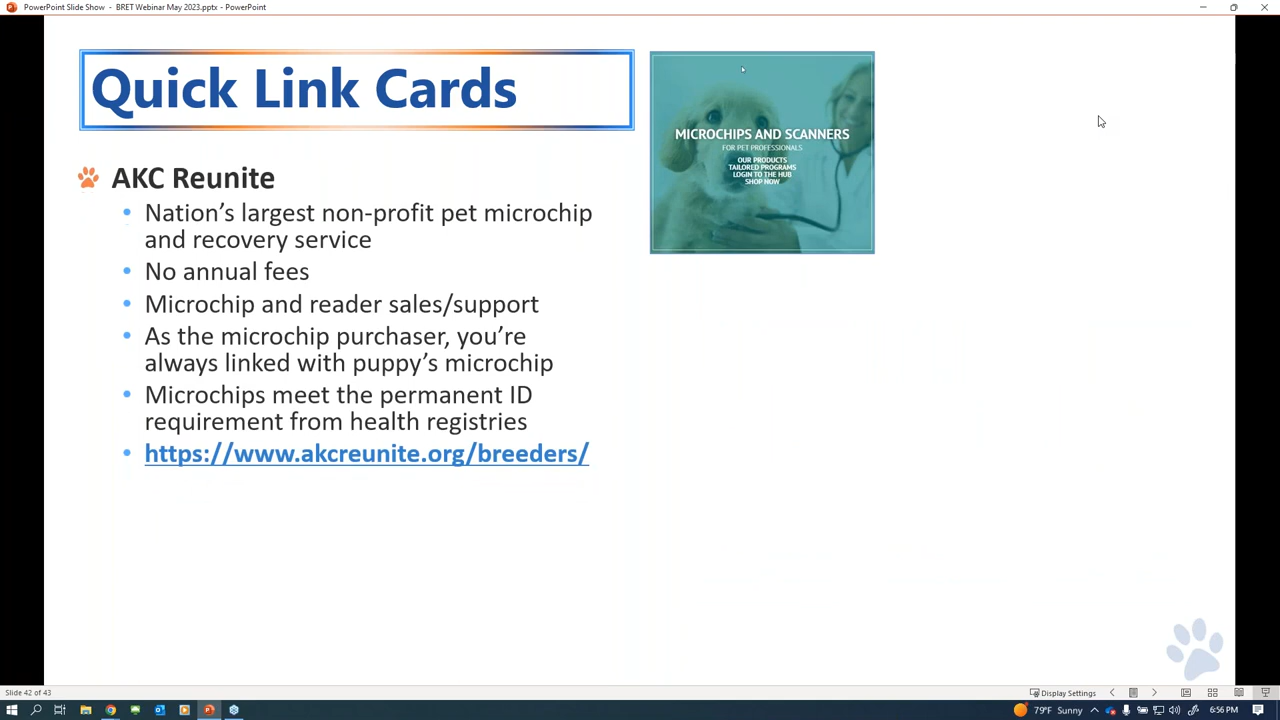 PowerPoint Slide Show - BRET Webinar May 2023.pptx - PowerPoint
Quick Link Cards
MICROCHIPS AND SCANNERS
FOR PET PROFESSIONALS
OUR PRODUCTS
TAILORED PROGRAMS
LOGIN TO THE HUB
SHOP NOW
AKC Reunite
• Nation's largest non-profit pet microchip
and recovery service
• No annual fees
• Microchip and reader sales/support
• As the microchip purchaser, you're
always linked with puppy's microchip
• Microchips meet the permanent ID
requirement from health registries
• https://www.akcreunite.org/breeders/
Slide 42 of 43
Display Settings
79°F Sunny
6:56 PM